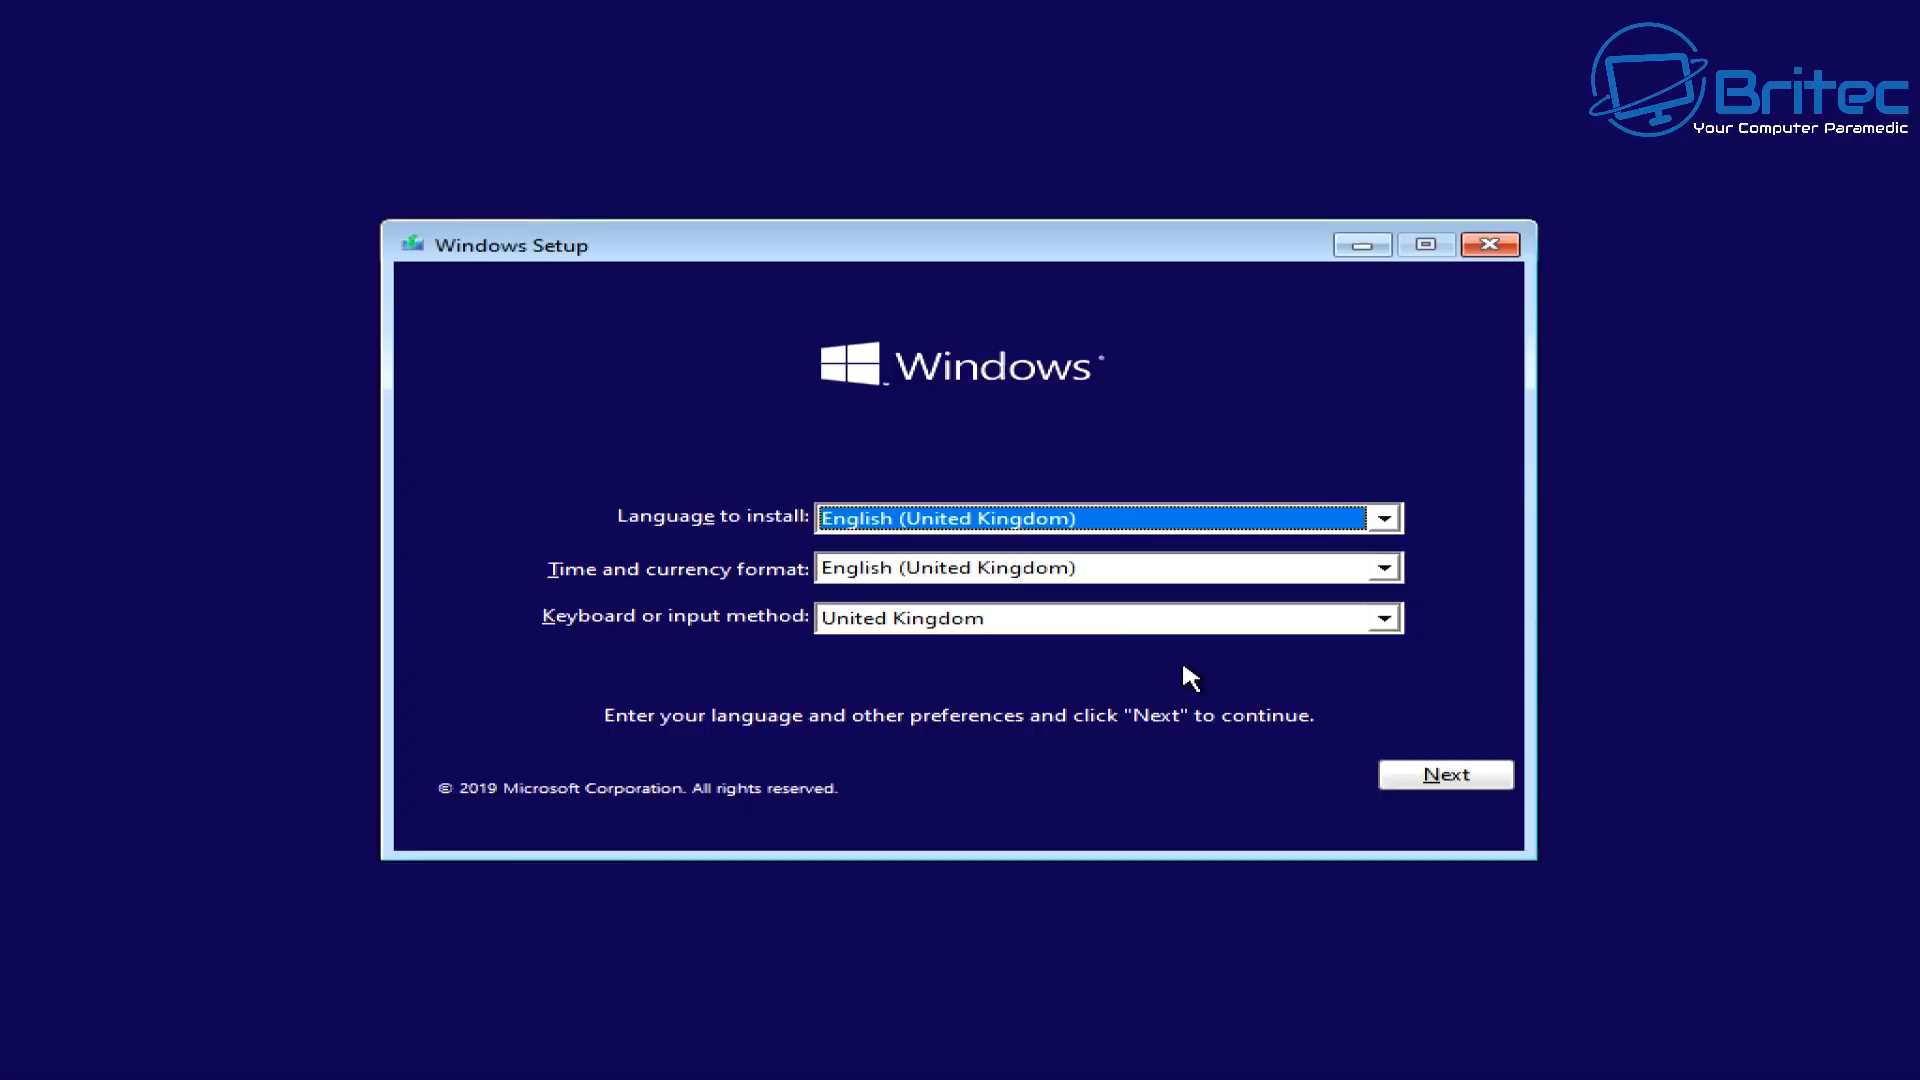 Britec
Your Computer Paramedic
Windows Setup
Windows
Language to install: English (United Kingdom)
Time and currency format: English (United Kingdom)
Keyboard or input method: United Kingdom
Enter your language and other preferences and click "Next" to continue.
Next
© 2019 Microsoft Corporation. All rights reserved.